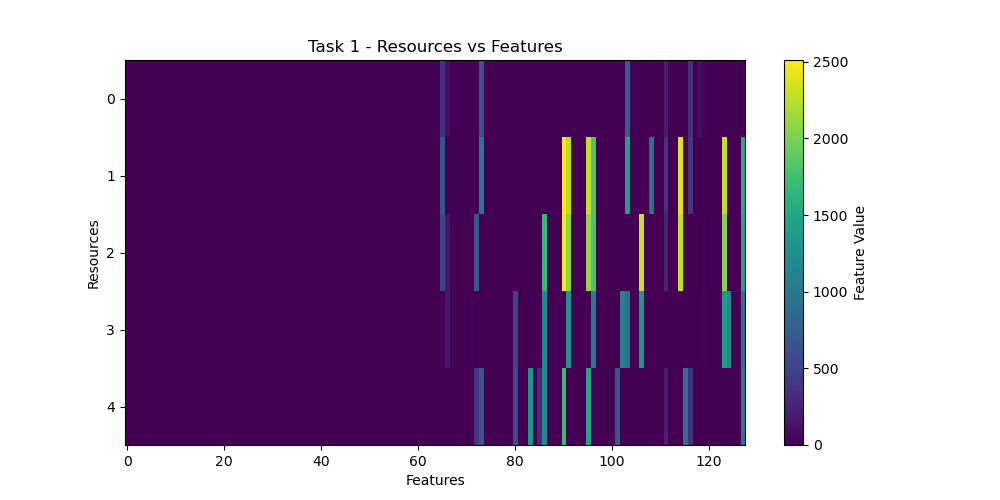 Task 1 - Resources vs Features
Resources
0
1
2
3
4
0 20 40 60 80 100 120
Features
2500
2000
1500
1000
500
0
Feature Value